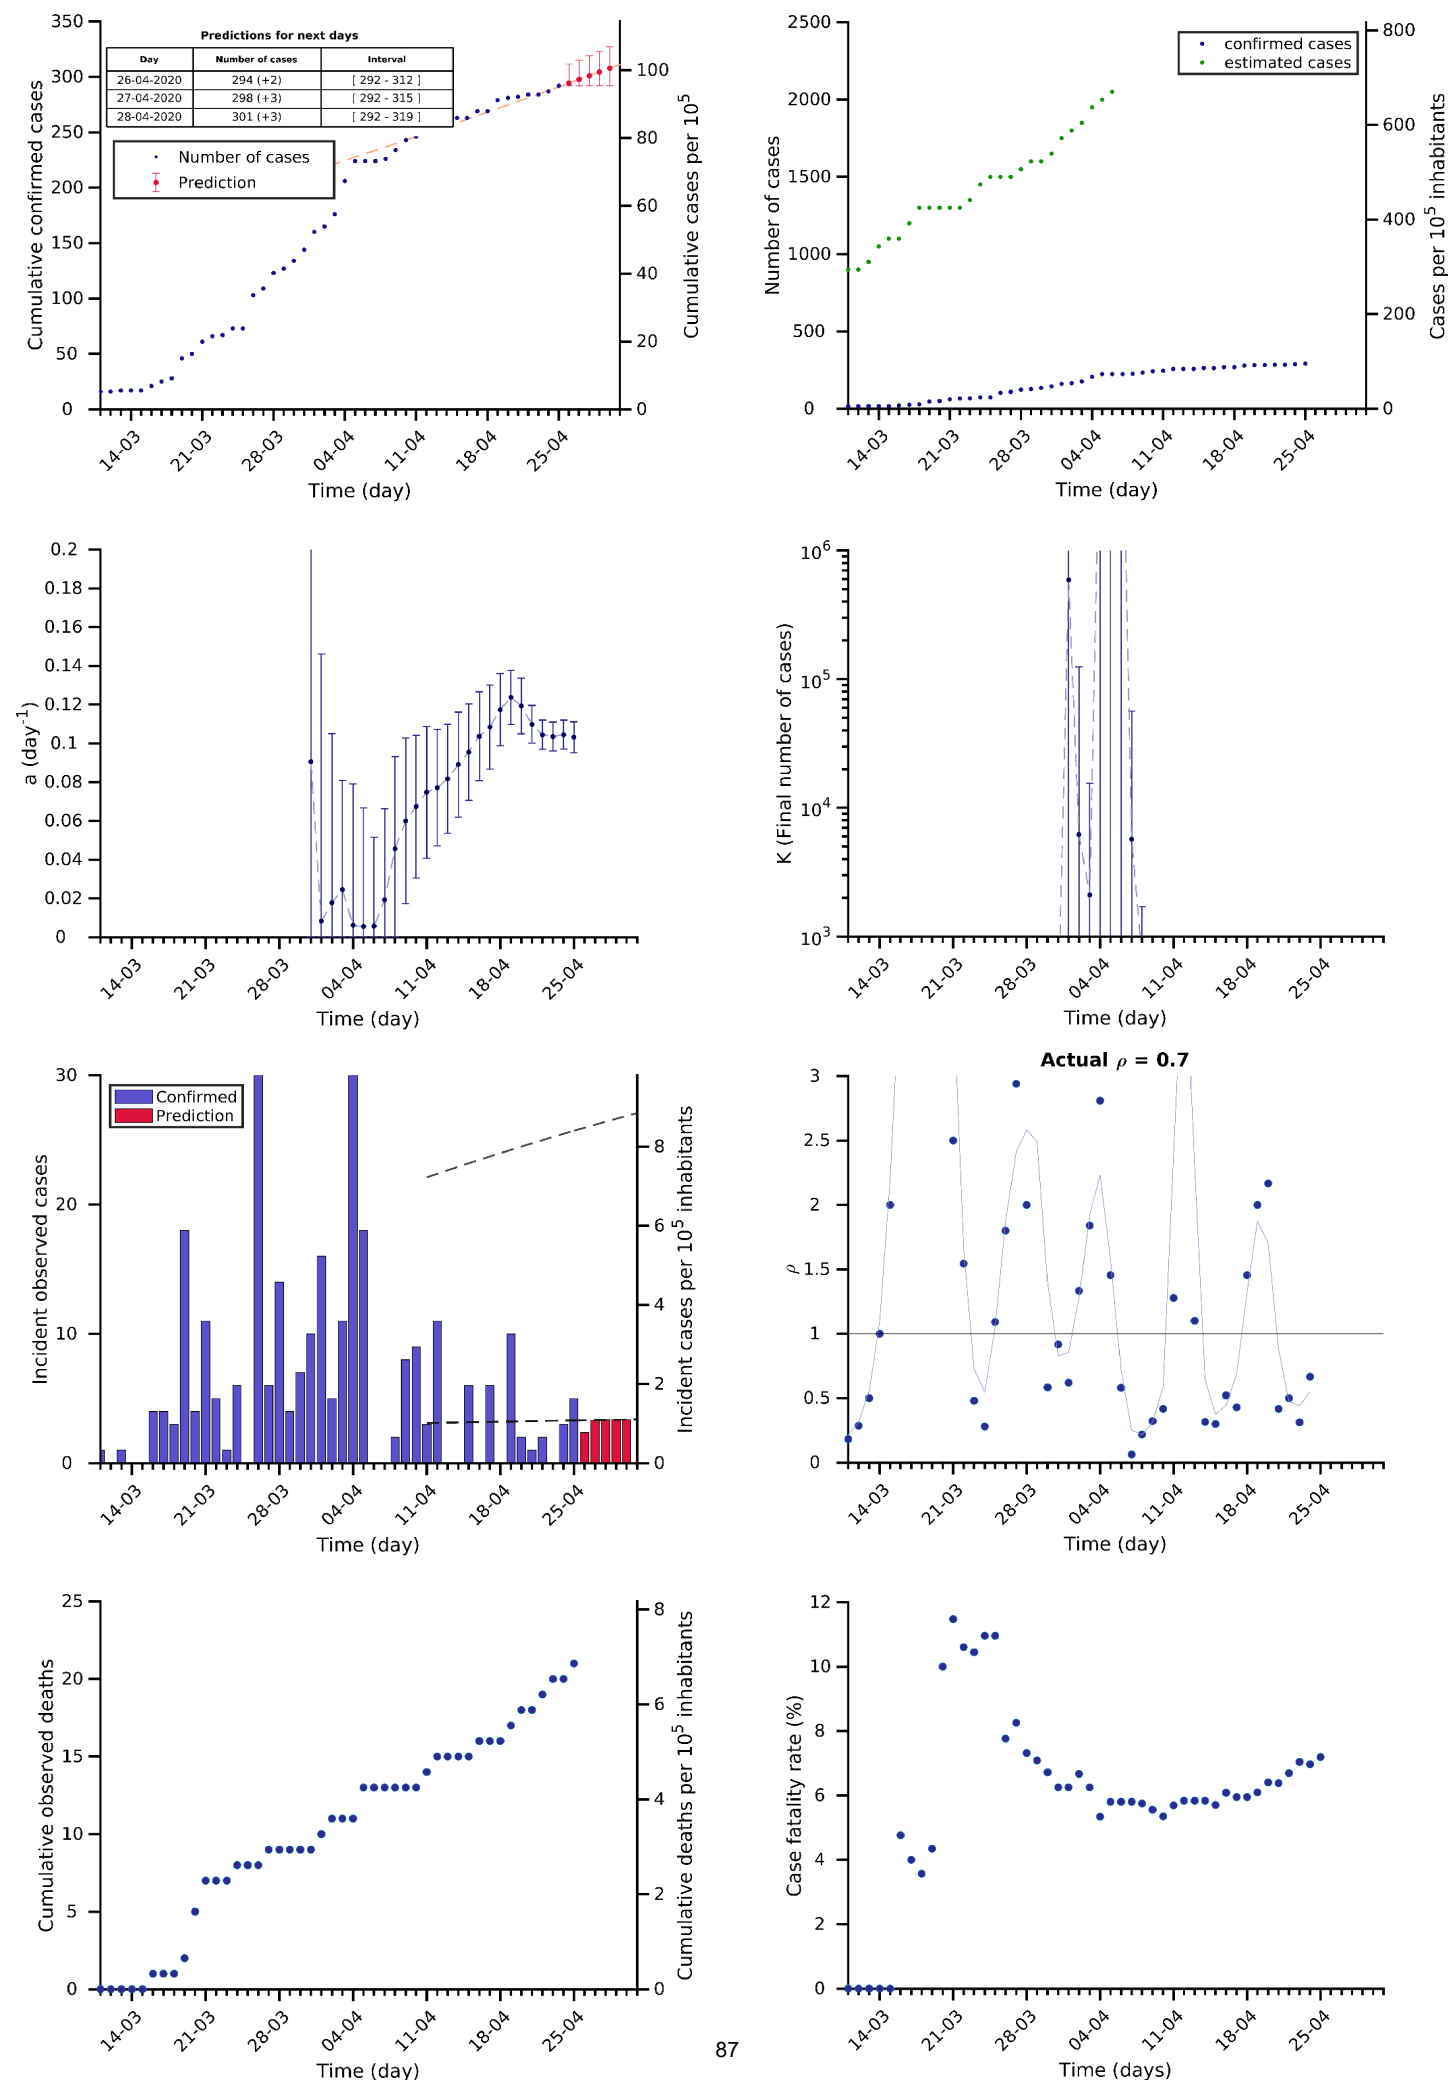 350
300
250
200
150
100
50
0
Cumulative confirmed cases
Predictions for next days
Day Number of cases Interval
26-04-2020 294 (+2) [ 292 - 312 ]
27-04-2020 298 (+3) [ 292 - 315 ]
28-04-2020 301 (+3) [ 292 - 319 ]
Number of cases
Prediction
100
80
60
40
20
0
Cumulative cases per 10^5
14-03 21-03 28-03 04-04 11-04 18-04 25-04
Time (day)
2500
2000
1500
1000
500
0
Number of cases
confirmed cases
estimated cases
800
600
400
200
0
Cases per 10^5 inhabitants
14-03 21-03 28-03 04-04 11-04 18-04 25-04
Time (day)
0.2
0.18
0.16
0.14
0.12
0.1
0.08
0.06
0.04
0.02
0
a (day^-1)
14-03 21-03 28-03 04-04 11-04 18-04 25-04
Time (day)
10^6
10^5
10^4
10^3
K (Final number of cases)
14-03 21-03 28-03 04-04 11-04 18-04 25-04
Time (day)
30
20
10
0
Incident observed cases
Confirmed
Prediction
8
6
4
2
0
Incident cases per 10^5 inhabitants
14-03 21-03 28-03 04-04 11-04 18-04 25-04
Time (day)
Actual ρ = 0.7
3
2.5
2
1.5
1
0.5
0
ρ
14-03 21-03 28-03 04-04 11-04 18-04 25-04
Time (day)
25
20
15
10
5
0
Cumulative observed deaths
8
6
4
2
0
Cumulative deaths per 10^5 inhabitants
14-03 21-03 28-03 04-04 11-04 18-04 25-04
Time (day)
12
10
8
6
4
2
0
Case fatality rate (%)
14-03 21-03 28-03 04-04 11-04 18-04 25-04
Time (days)
87